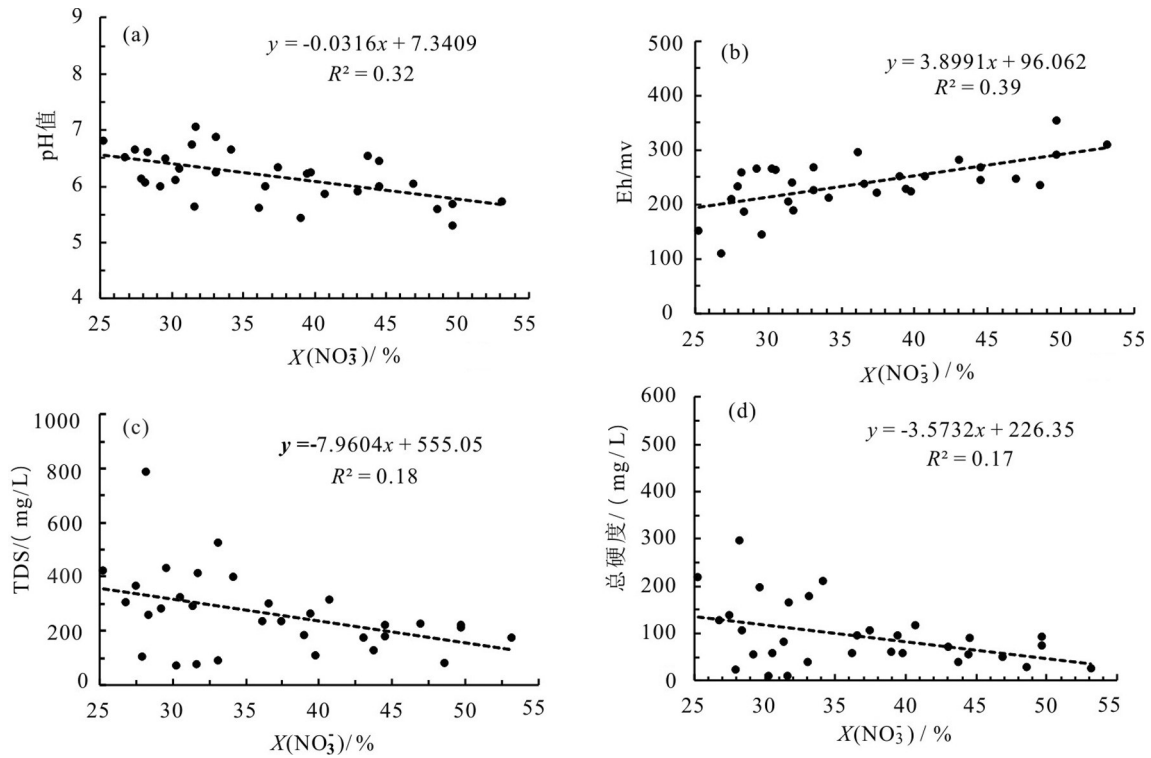 (a)
y = -0.0316x + 7.3409
R² = 0.32
pH值
9
8
7
6
5
4
25 30 35 40 45 50 55
X(NO₃⁻)/ %
(b)
y = 3.8991x + 96.062
R² = 0.39
Eh/mv
500
400
300
200
100
0
25 30 35 40 45 50 55
X(NO₃⁻)/ %
(c)
y =-7.9604x + 555.05
R² = 0.18
TDS/( mg/L)
1000
800
600
400
200
0
25 30 35 40 45 50 55
X(NO₃⁻)/ %
(d)
y = -3.5732x + 226.35
R² = 0.17
总硬度/( mg/L)
600
500
400
300
200
100
0
25 30 35 40 45 50 55
X(NO₃⁻)/ %